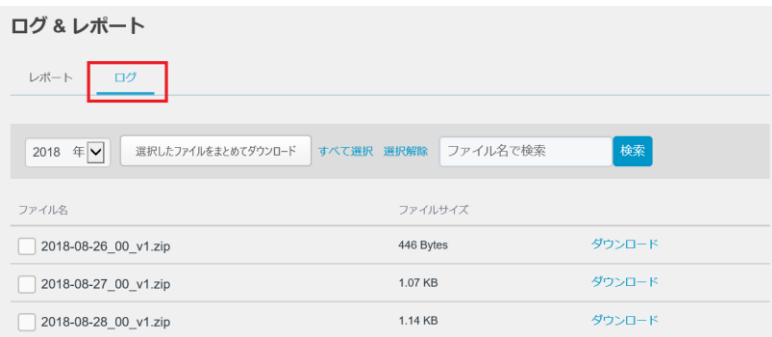 ログ & レポート
レポート ログ
2018 年 選択したファイルをまとめてダウンロード すべて選択 選択解除 ファイル名で検索 検索
ファイル名 ファイルサイズ
2018-08-26_00_v1.zip 446 Bytes ダウンロード
2018-08-27_00_v1.zip 1.07 KB ダウンロード
2018-08-28_00_v1.zip 1.14 KB ダウンロード